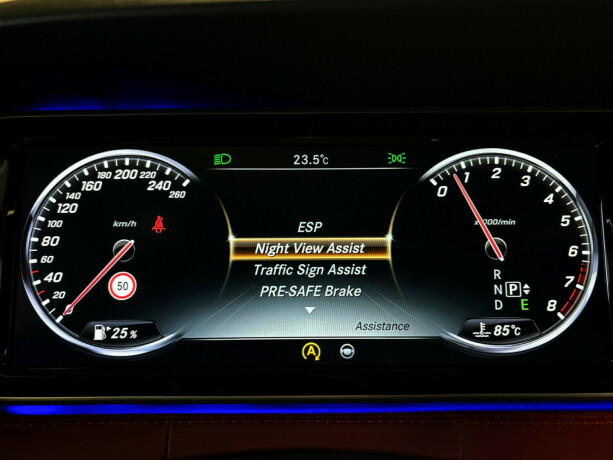 23.5°c
180 200 220
160 240
140 260
120
100
80
60
40
20
km/h
50
25%
ESP
Night View Assist
Traffic Sign Assist
PRE-SAFE Brake
Assistance
A
0 1 2 3 4 5 6 7 8
x1000/min
R
N P
D E
85°c